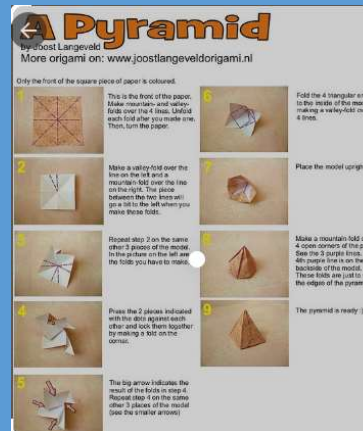 A Pyramid
by Joost Langeveld
More origami on: www.joostlangeveldorigami.nl
Only the front of the square piece of paper is coloured.
1
This is the front of the paper.
Make mountain- and valley-
folds over the 4 lines. Unfold
each fold after you made one.
Then, turn the paper.
2
Make a valley-fold over the
line on the left and a
mountain-fold over the line
on the right. The piece
between the two lines will
go a bit to the left when you
make these folds.
3
Repeat step 2 on the same
other 3 pieces of the model.
In the picture on the left are
the folds you have to make.
4
Press the 2 pieces indicated
with the dots against each
other and lock them together
by making a fold on the
corner.
5
The big arrow indicates the
result of the folds in step 4.
Repeat step 4 on the same
other 3 places of the model
(see the smaller arrows)
6
Fold the 4 triangular
to the inside of the
making a valley-fold
4 lines.
7
Place the model upright
8
Make a mountain-fold
4 open corners of the
See the 3 purple lines.
4th purple line is on the
backside of the model.
These folds are just to
the edges of the
9
The pyramid is ready :